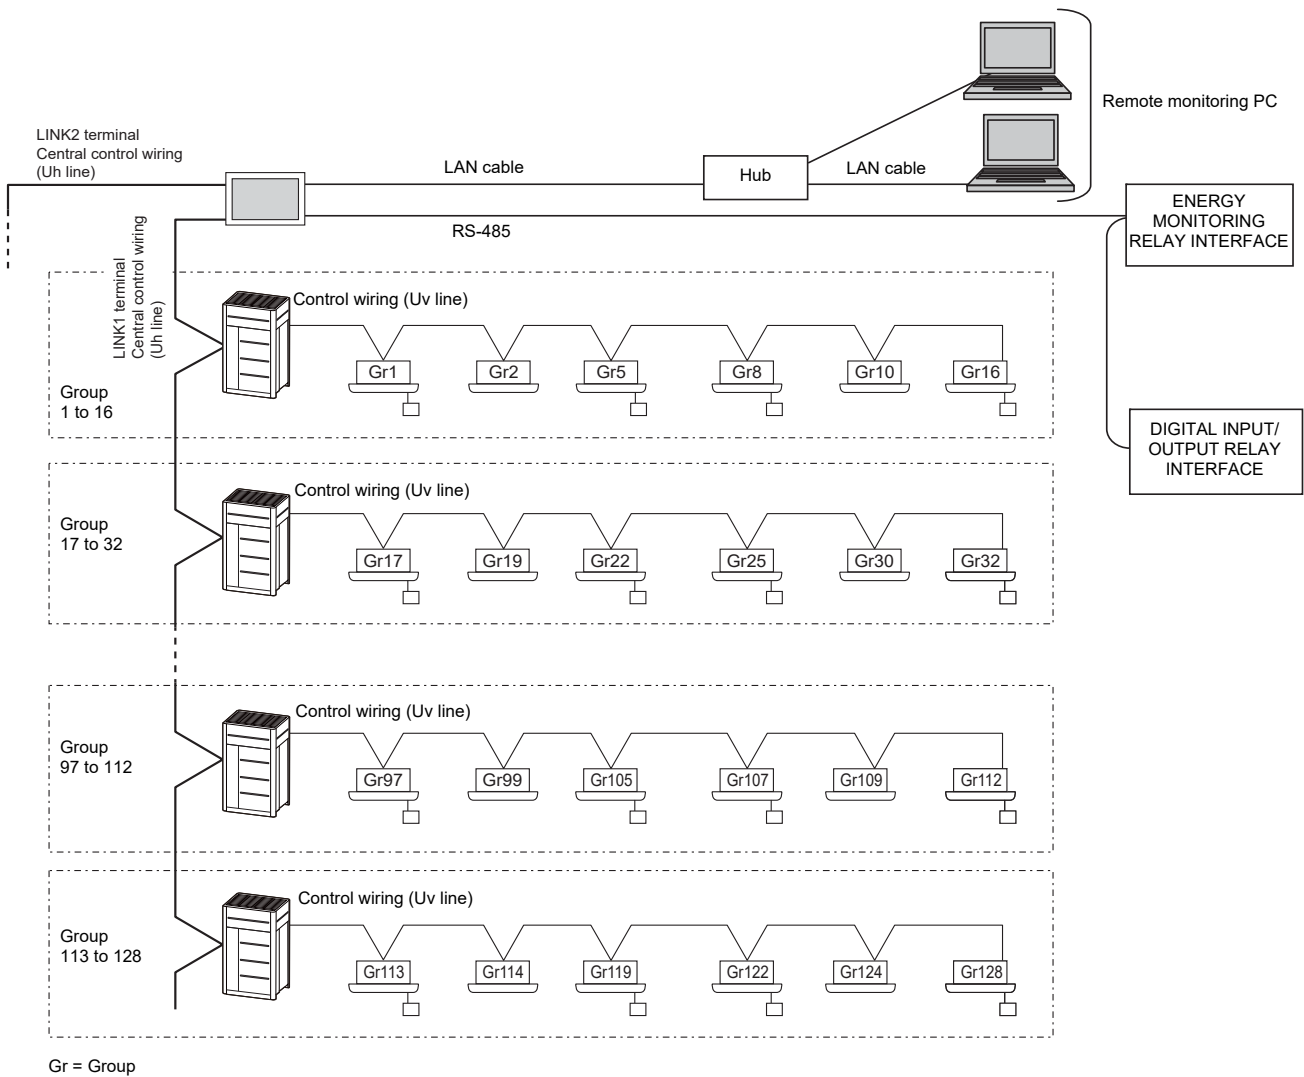 Remote monitoring PC
LINK2 terminal
Central control wiring
(Uh line)
LAN cable
Hub
LAN cable
ENERGY
MONITORING
RELAY INTERFACE
RS-485
LINK1 terminal
Central control wiring
(Uh line)
Control wiring (Uv line)
Group
1 to 16
Gr1
Gr2
Gr5
Gr8
Gr10
Gr16
DIGITAL INPUT/
OUTPUT RELAY
INTERFACE
Control wiring (Uv line)
Group
17 to 32
Gr17
Gr19
Gr22
Gr25
Gr30
Gr32
Control wiring (Uv line)
Group
97 to 112
Gr97
Gr99
Gr105
Gr107
Gr109
Gr112
Control wiring (Uv line)
Group
113 to 128
Gr113
Gr114
Gr119
Gr122
Gr124
Gr128
Gr = Group